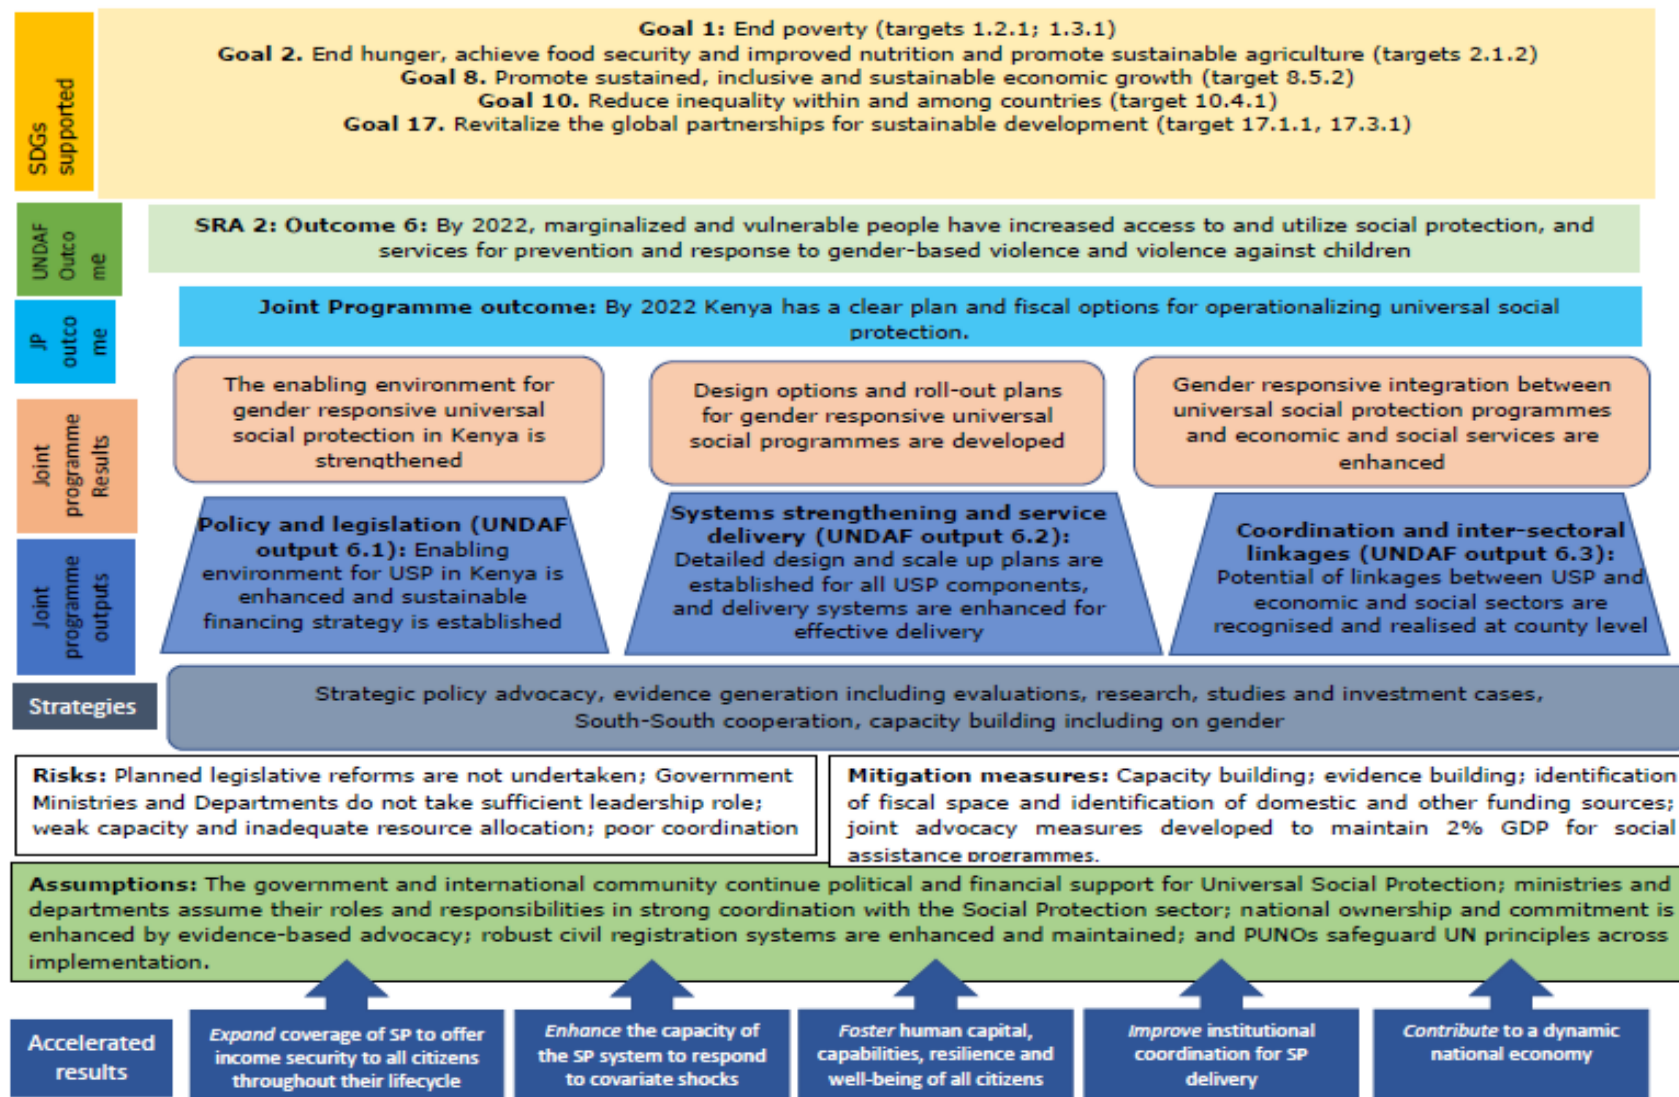 SDGs
supported
Goal 1: End poverty (targets 1.2.1; 1.3.1)
Goal 2. End hunger, achieve food security and improved nutrition and promote sustainable agriculture (targets 2.1.2)
Goal 8. Promote sustained, inclusive and sustainable economic growth (target 8.5.2)
Goal 10. Reduce inequality within and among countries (target 10.4.1)
Goal 17. Revitalize the global partnerships for sustainable development (target 17.1.1, 17.3.1)
UNDAF
Outco
me
SRA 2: Outcome 6: By 2022, marginalized and vulnerable people have increased access to and utilize social protection, and
services for prevention and response to gender-based violence and violence against children
JP
outco
me
Joint Programme outcome: By 2022 Kenya has a clear plan and fiscal options for operationalizing universal social
protection.
Joint
programme
Results
The enabling environment for
gender responsive universal
social protection in Kenya is
strengthened
Design options and roll-out plans
for gender responsive universal
social programmes are developed
Gender responsive integration between
universal social protection programmes
and economic and social services are
enhanced
Joint
programme
outputs
Policy and legislation (UNDAF
output 6.1): Enabling
environment for USP in Kenya is
enhanced and sustainable
financing strategy is established
Systems strengthening and service
delivery (UNDAF output 6.2):
Detailed design and scale up plans are
established for all USP components,
and delivery systems are enhanced for
effective delivery
Coordination and inter-sectoral
linkages (UNDAF output 6.3):
Potential of linkages between USP and
economic and social sectors are
recognised and realised at county level
Strategies
Strategic policy advocacy, evidence generation including evaluations, research, studies and investment cases,
South-South cooperation, capacity building including on gender
Risks: Planned legislative reforms are not undertaken; Government
Ministries and Departments do not take sufficient leadership role;
weak capacity and inadequate resource allocation; poor coordination
Mitigation measures: Capacity building; evidence building; identification
of fiscal space and identification of domestic and other funding sources;
joint advocacy measures developed to maintain 2% GDP for social
assistance programmes.
Assumptions: The government and international community continue political and financial support for Universal Social Protection; ministries and
departments assume their roles and responsibilities in strong coordination with the Social Protection sector; national ownership and commitment is
enhanced by evidence-based advocacy; robust civil registration systems are enhanced and maintained; and PUNOs safeguard UN principles across
implementation.
Accelerated
results
Expand coverage of SP to offer
income security to all citizens
throughout their lifecycle
Enhance the capacity of
the SP system to respond
to covariate shocks
Foster human capital,
capabilities, resilience and
well-being of all citizens
Improve institutional
coordination for SP
delivery
Contribute to a dynamic
national economy